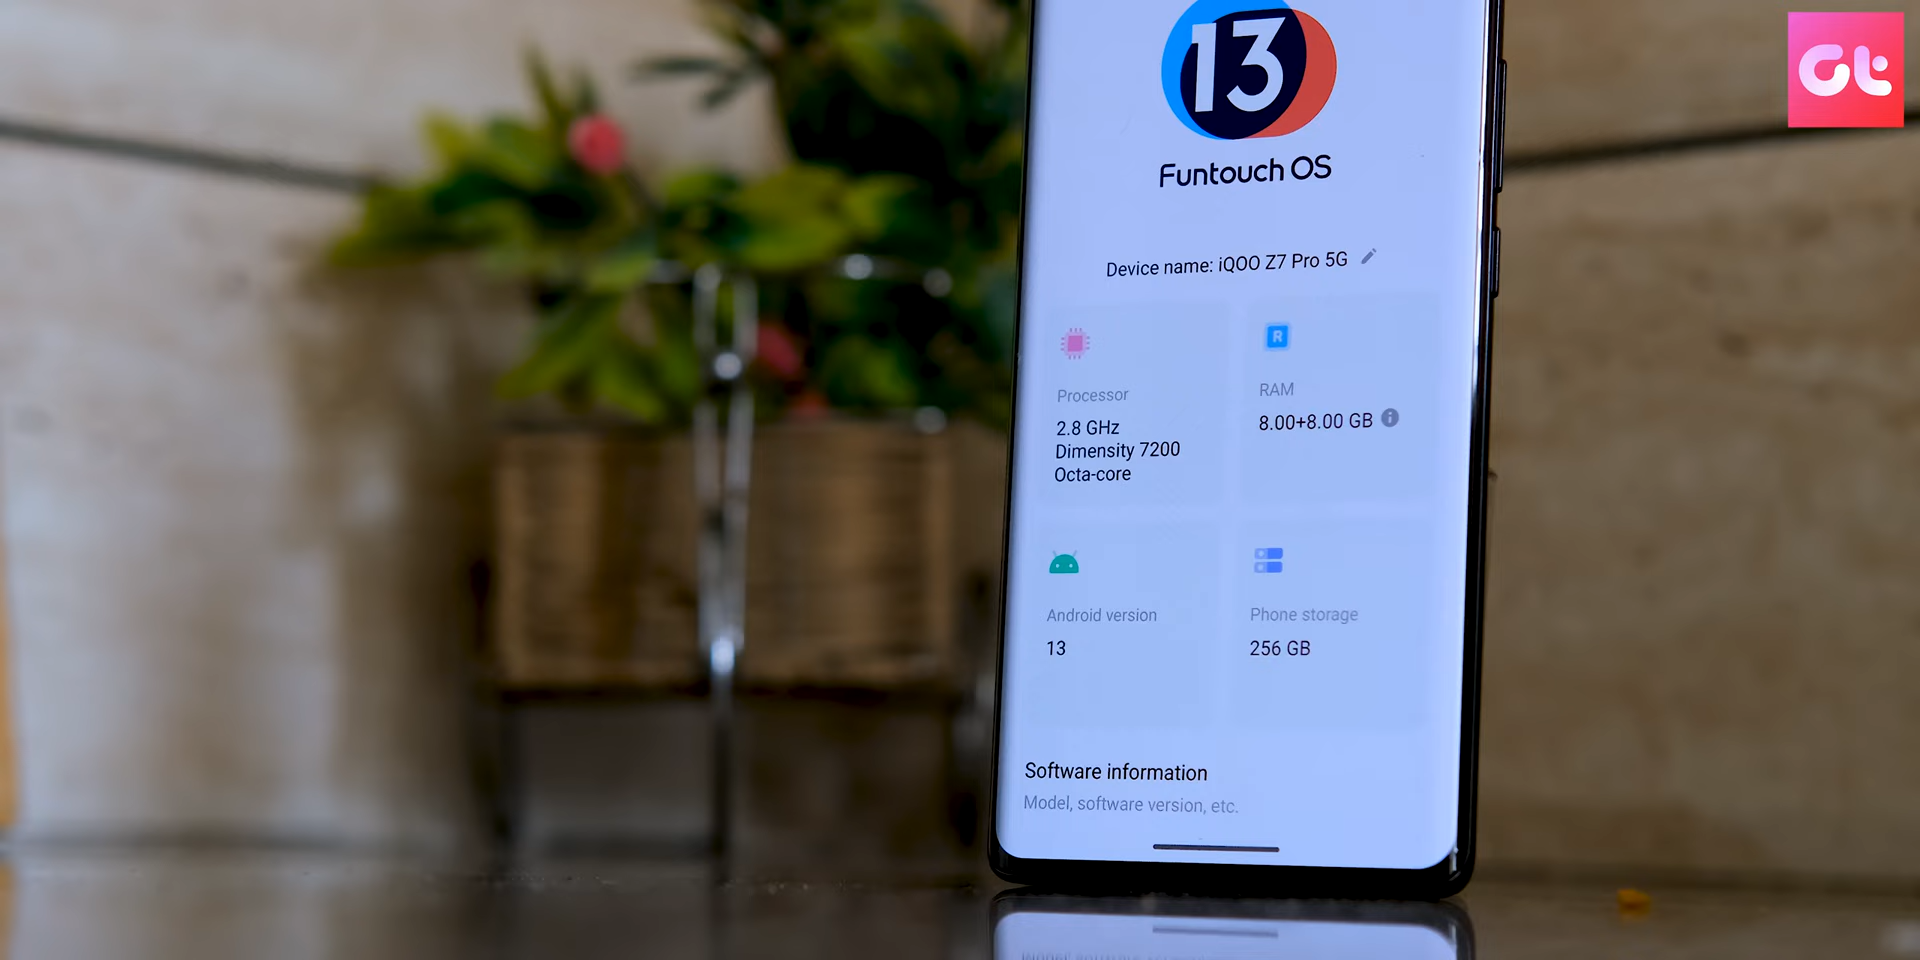 Gt
13
Funtouch OS
Device name: iQOO Z7 Pro 5G
R
Processor
2.8 GHz
Dimensity 7200
Octa-core
RAM
8.00+8.00 GB
Android version
13
Phone storage
256 GB
Software information
Model, software version, etc.